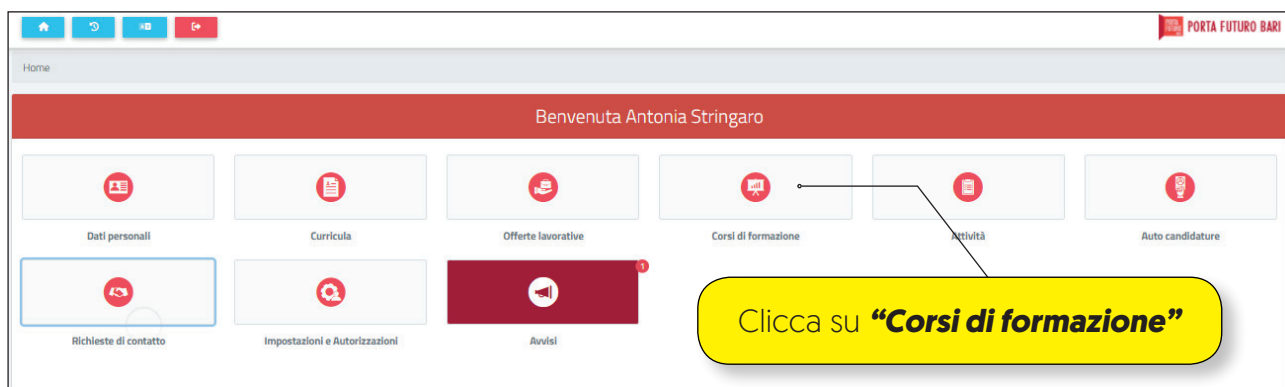 PORTA FUTURO BARI
Home
Benvenuta Antonia Stringaro
Dati personali
Curricula
Offerte lavorative
Corsi di formazione
Attività
Auto candidature
1
Richieste di contatto
Impostazioni e Autorizzazioni
Avvisi
Clicca su “Corsi di formazione”